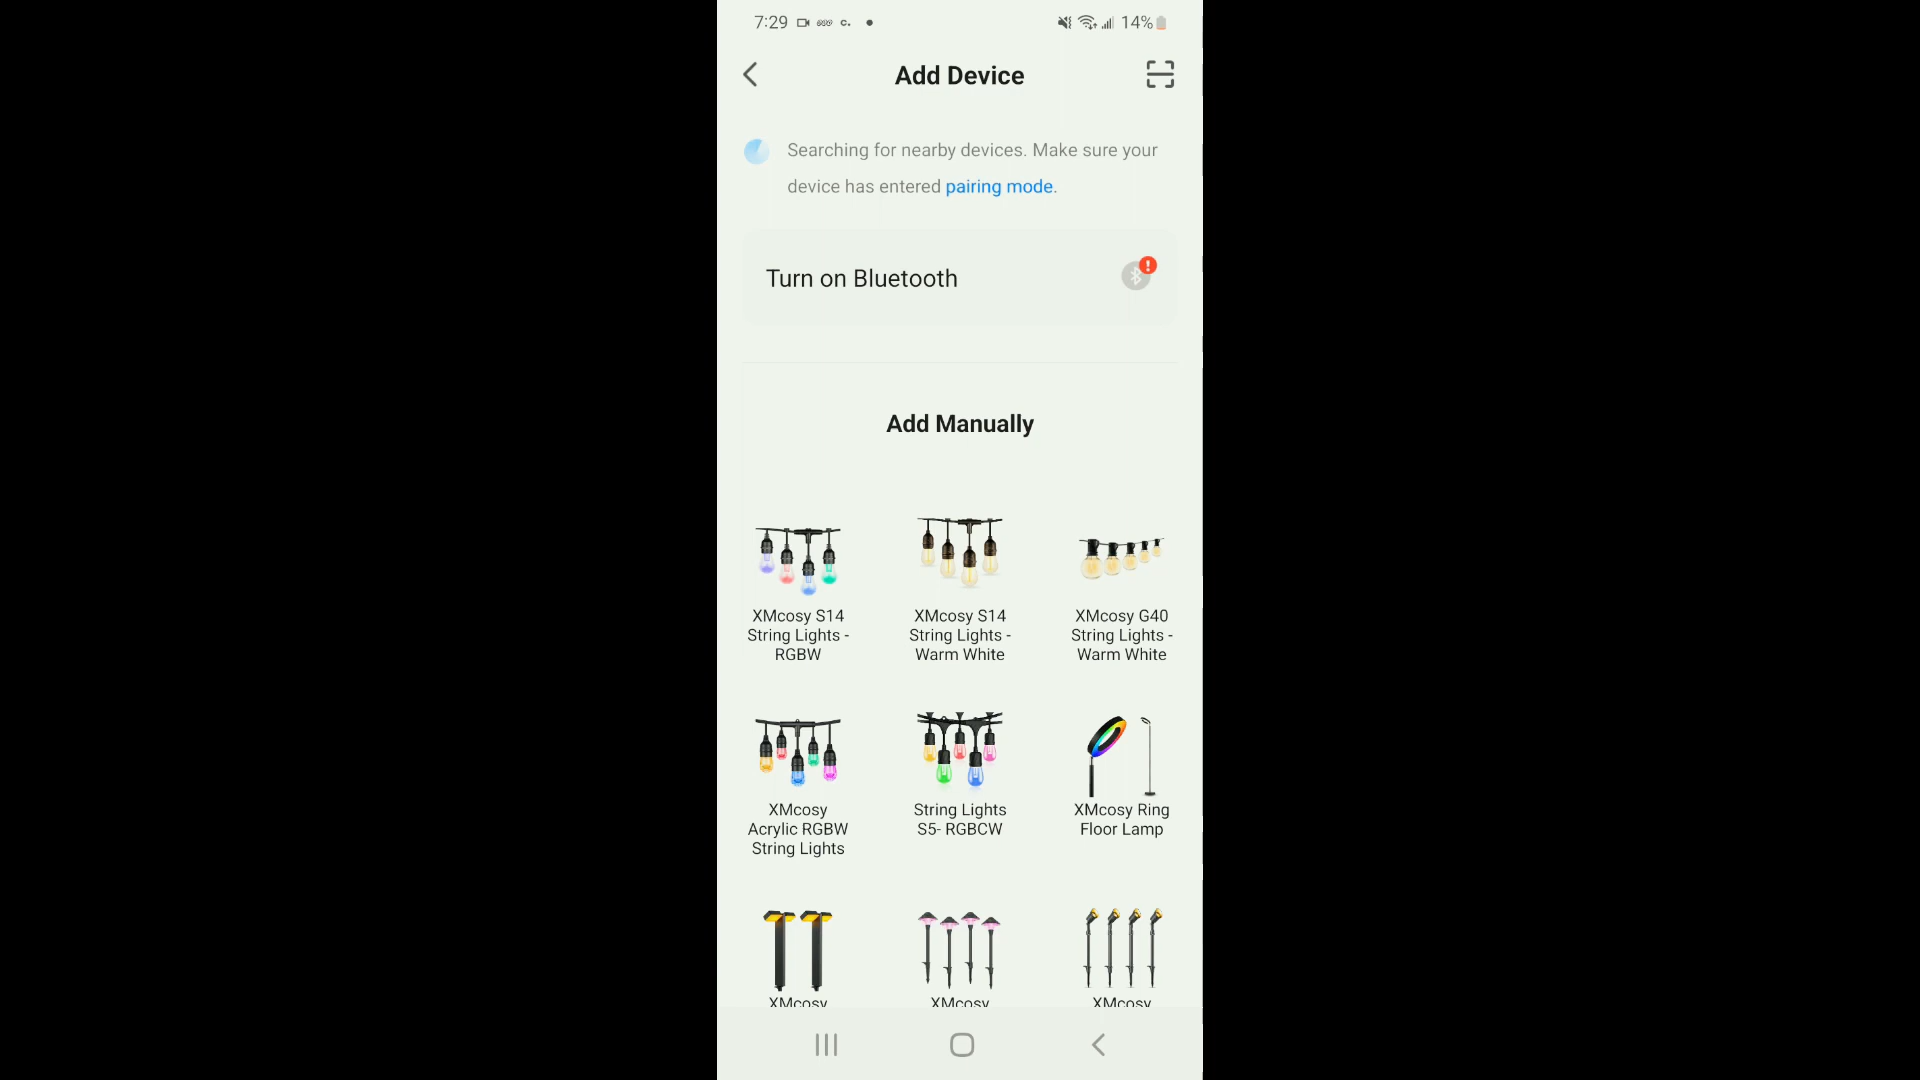 7:29
14%
Add Device
Searching for nearby devices. Make sure your
device has entered pairing mode.
Turn on Bluetooth
Add Manually
XMcosy S14
String Lights -
RGBW
XMcosy S14
String Lights -
Warm White
XMcosy G40
String Lights -
Warm White
XMcosy
Acrylic RGBW
String Lights
String Lights
S5- RGBCW
XMcosy Ring
Floor Lamp
XMcosy
XMcosy
XMcosy